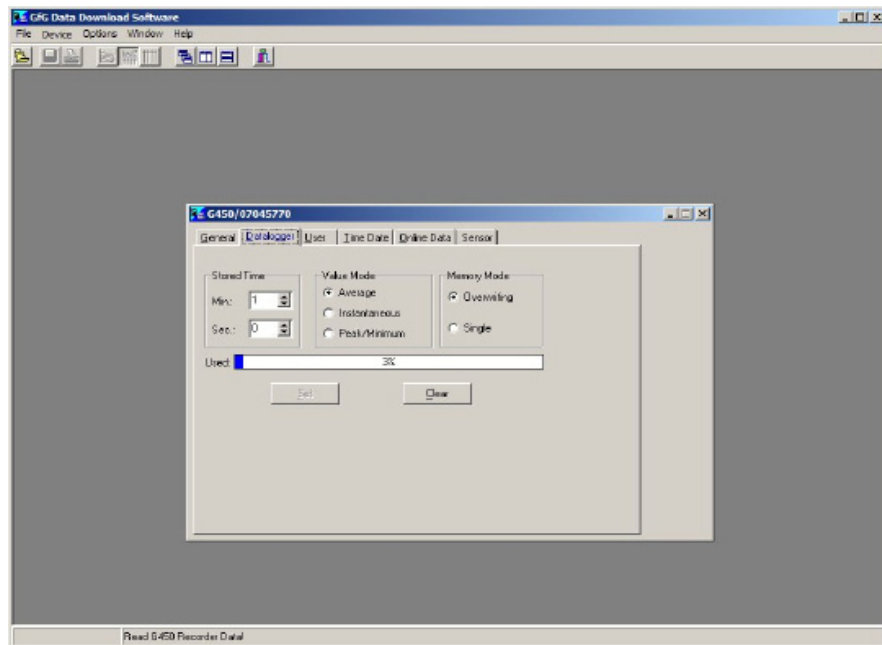 GfG Data Download Software
File Device Options Window Help
G450/07045770
General Datalogger User Time Date Online Data Sensor
Stored Time Value Mode Memory Mode
Min.: 1 Average Overwriting
Instantaneous
Sec.: 0 Peak/Minimum Single
Used: 3%
Set Clear
Read G450 Recorder Data!